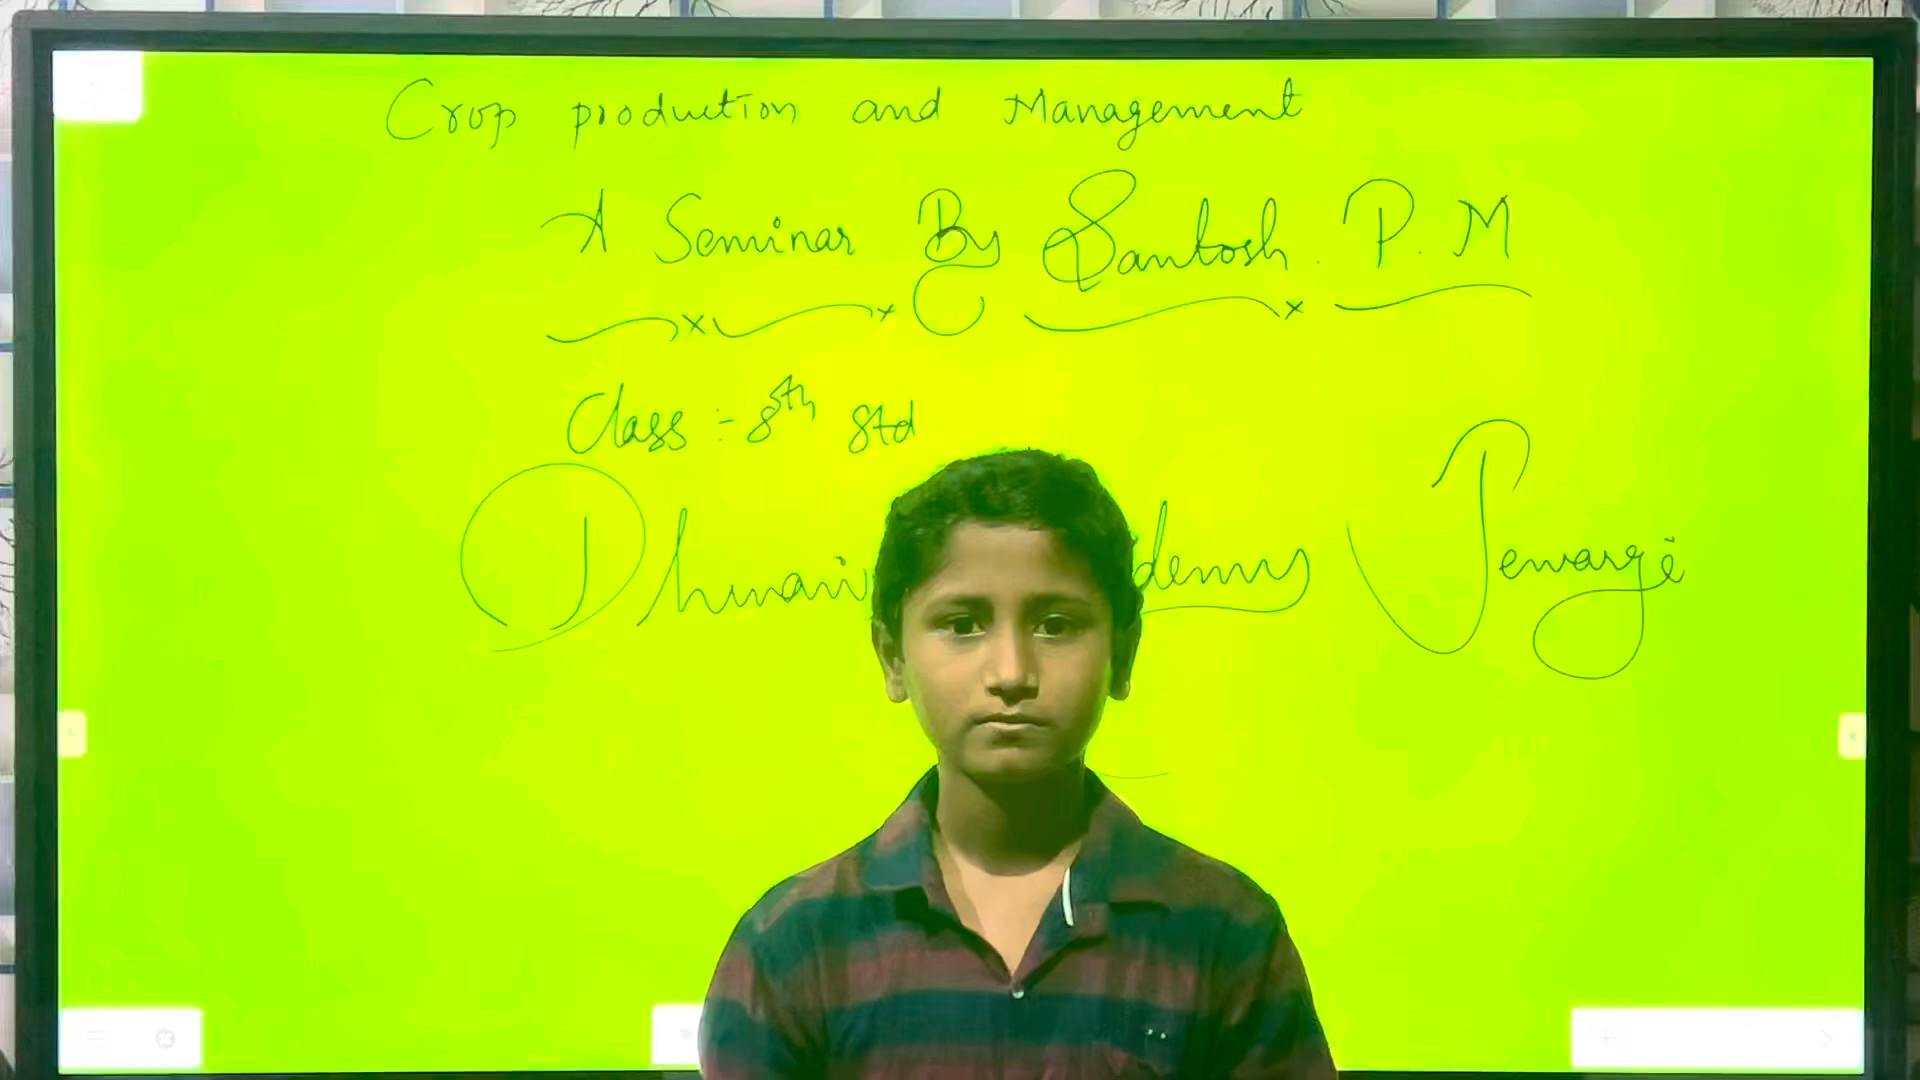 Crop production and Management
A Seminar By Santosh. P. M
Class :- 8th Std
Jewargi